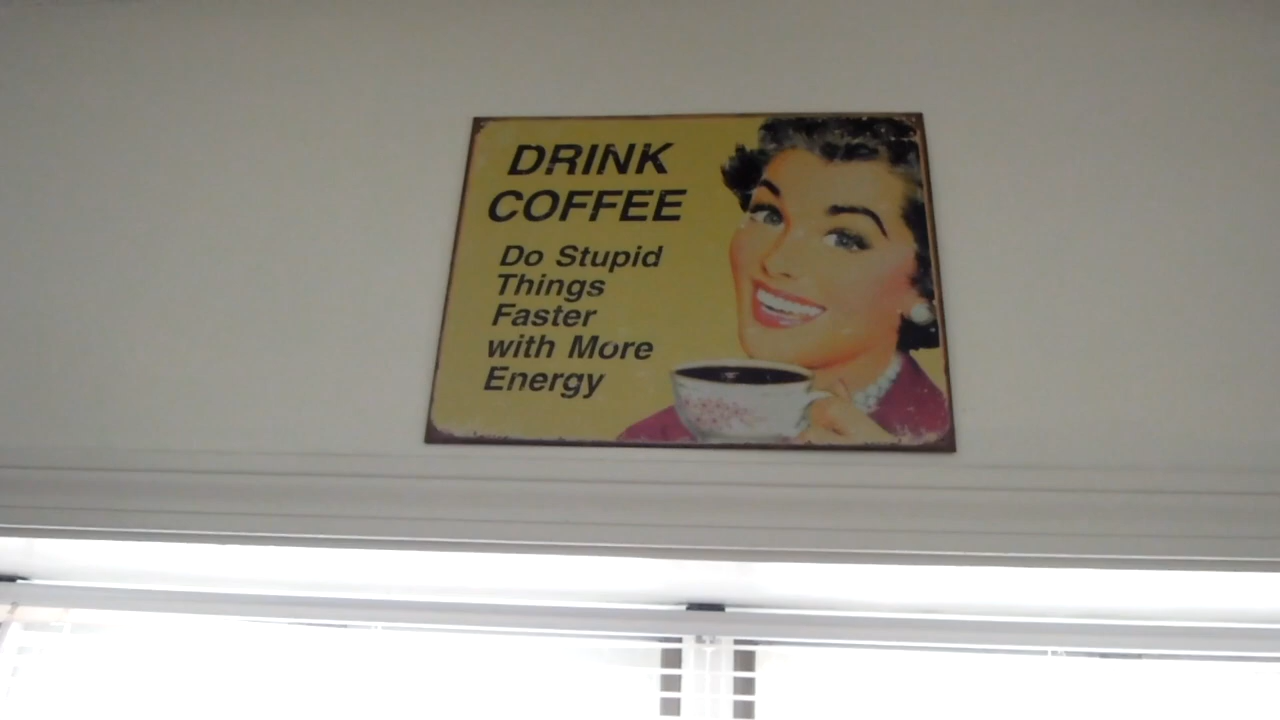 DRINK
COFFEE
Do Stupid
Things
Faster
with More
Energy